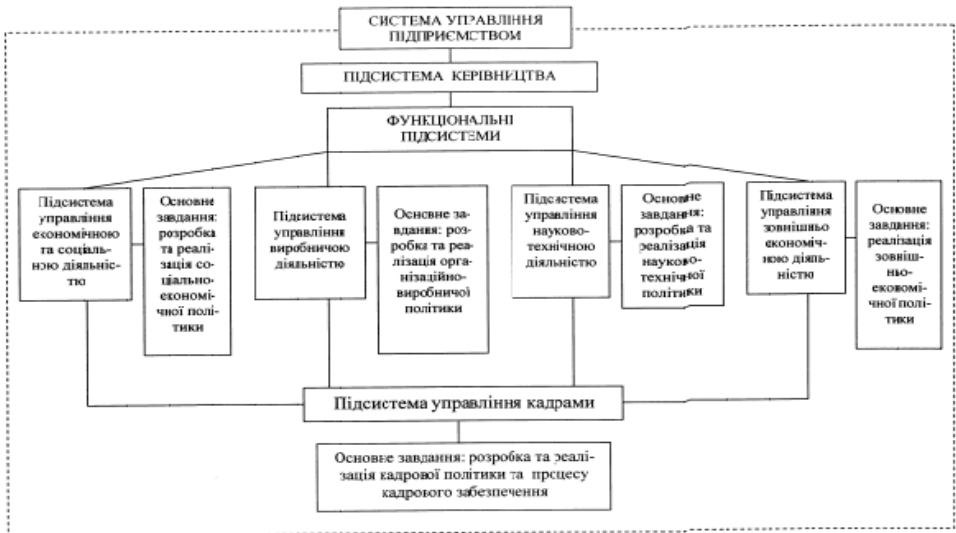 СИСТЕМА УПРАВЛІННЯ
ПІДПРИЄМСТВОМ
ПІДСИСТЕМА КЕРІВНИЦТВА
ФУНКЦІОНАЛЬНІ
ПІДСИСТЕМИ
Підсистема
управління
економічною
та соціаль-
ною діяльніс-
тю
Основне
завдання:
розробка
та реалі-
зація со-
ціально-
економі-
чної полі-
тики
Підсистема
управління
виробничою
діяльністю
Основне за-
вдання: роз-
робка та реа-
лізація орга-
нізаційно-
виробничої
політики
Підсистема
управління
науково-
технічною
діяльністю
Основне
завдання:
розробка та
реалізація
науково-
технічної
політики
Підсистема
управління
зовнішньо
економіч-
ною діяль-
ністю
Основне
завдання:
реалізація
зовніш-
ньо-
економі-
чної полі-
тики
Підсистема управління кадрами
Основне завдання: розробка та реалі-
зація кадрової політики та процесу
кадрового забезпечення